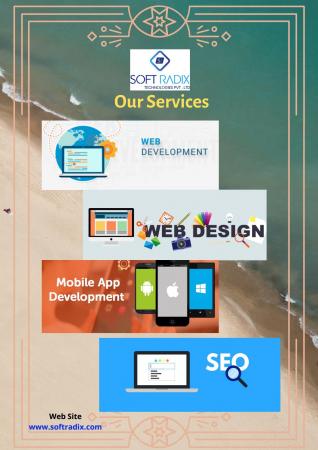 SOFT RADIX
TECHNOLOGIES PVT. LTD
Our Services
WEB
DEVELOPMENT
WEB DESIGN
Mobile App
Development
SEO
Web Site
www.softradix.com